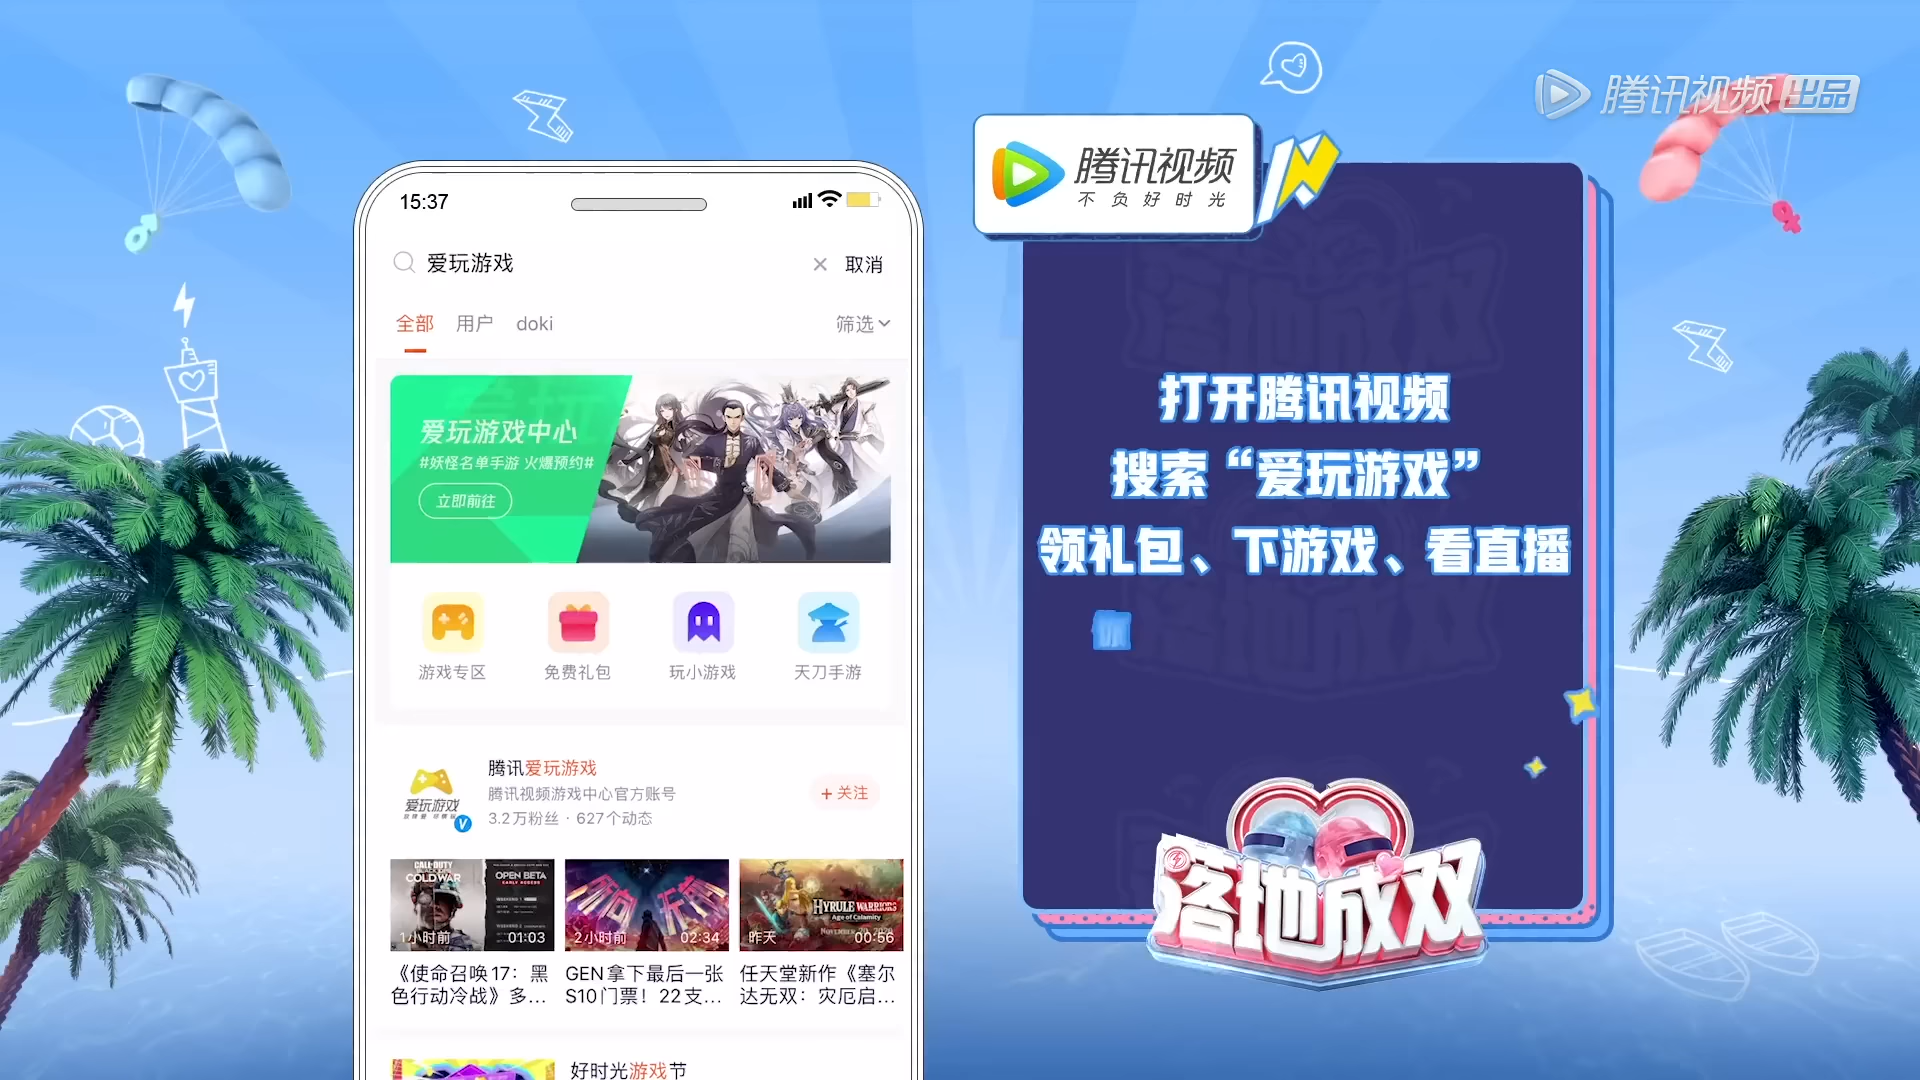 腾讯视频 出品
15:37
爱玩游戏
取消
全部 用户 doki
筛选
爱玩游戏中心
#妖怪名单手游 火爆预约#
立即前往
游戏专区 免费礼包 玩小游戏 天刀手游
腾讯爱玩游戏
腾讯视频游戏中心官方账号
3.2万粉丝 · 627个动态
+ 关注
爱玩游戏
CALL·DUTY
COLD WAR
OPEN BETA
EARLY ACCESS
1小时前 01:03
所向祈南
2小时前 02:34
HYRULE WARRIORS
Age of Calamity
昨天 00:56
《使命召唤17：黑
色行动冷战》多...
GEN拿下最后一张
S10门票！22支...
任天堂新作《塞尔
达无双：灾厄启...
好时光游戏节
腾讯视频
不负好时光
打开腾讯视频
搜索“爱玩游戏”
领礼包、下游戏、看直播
落地成双